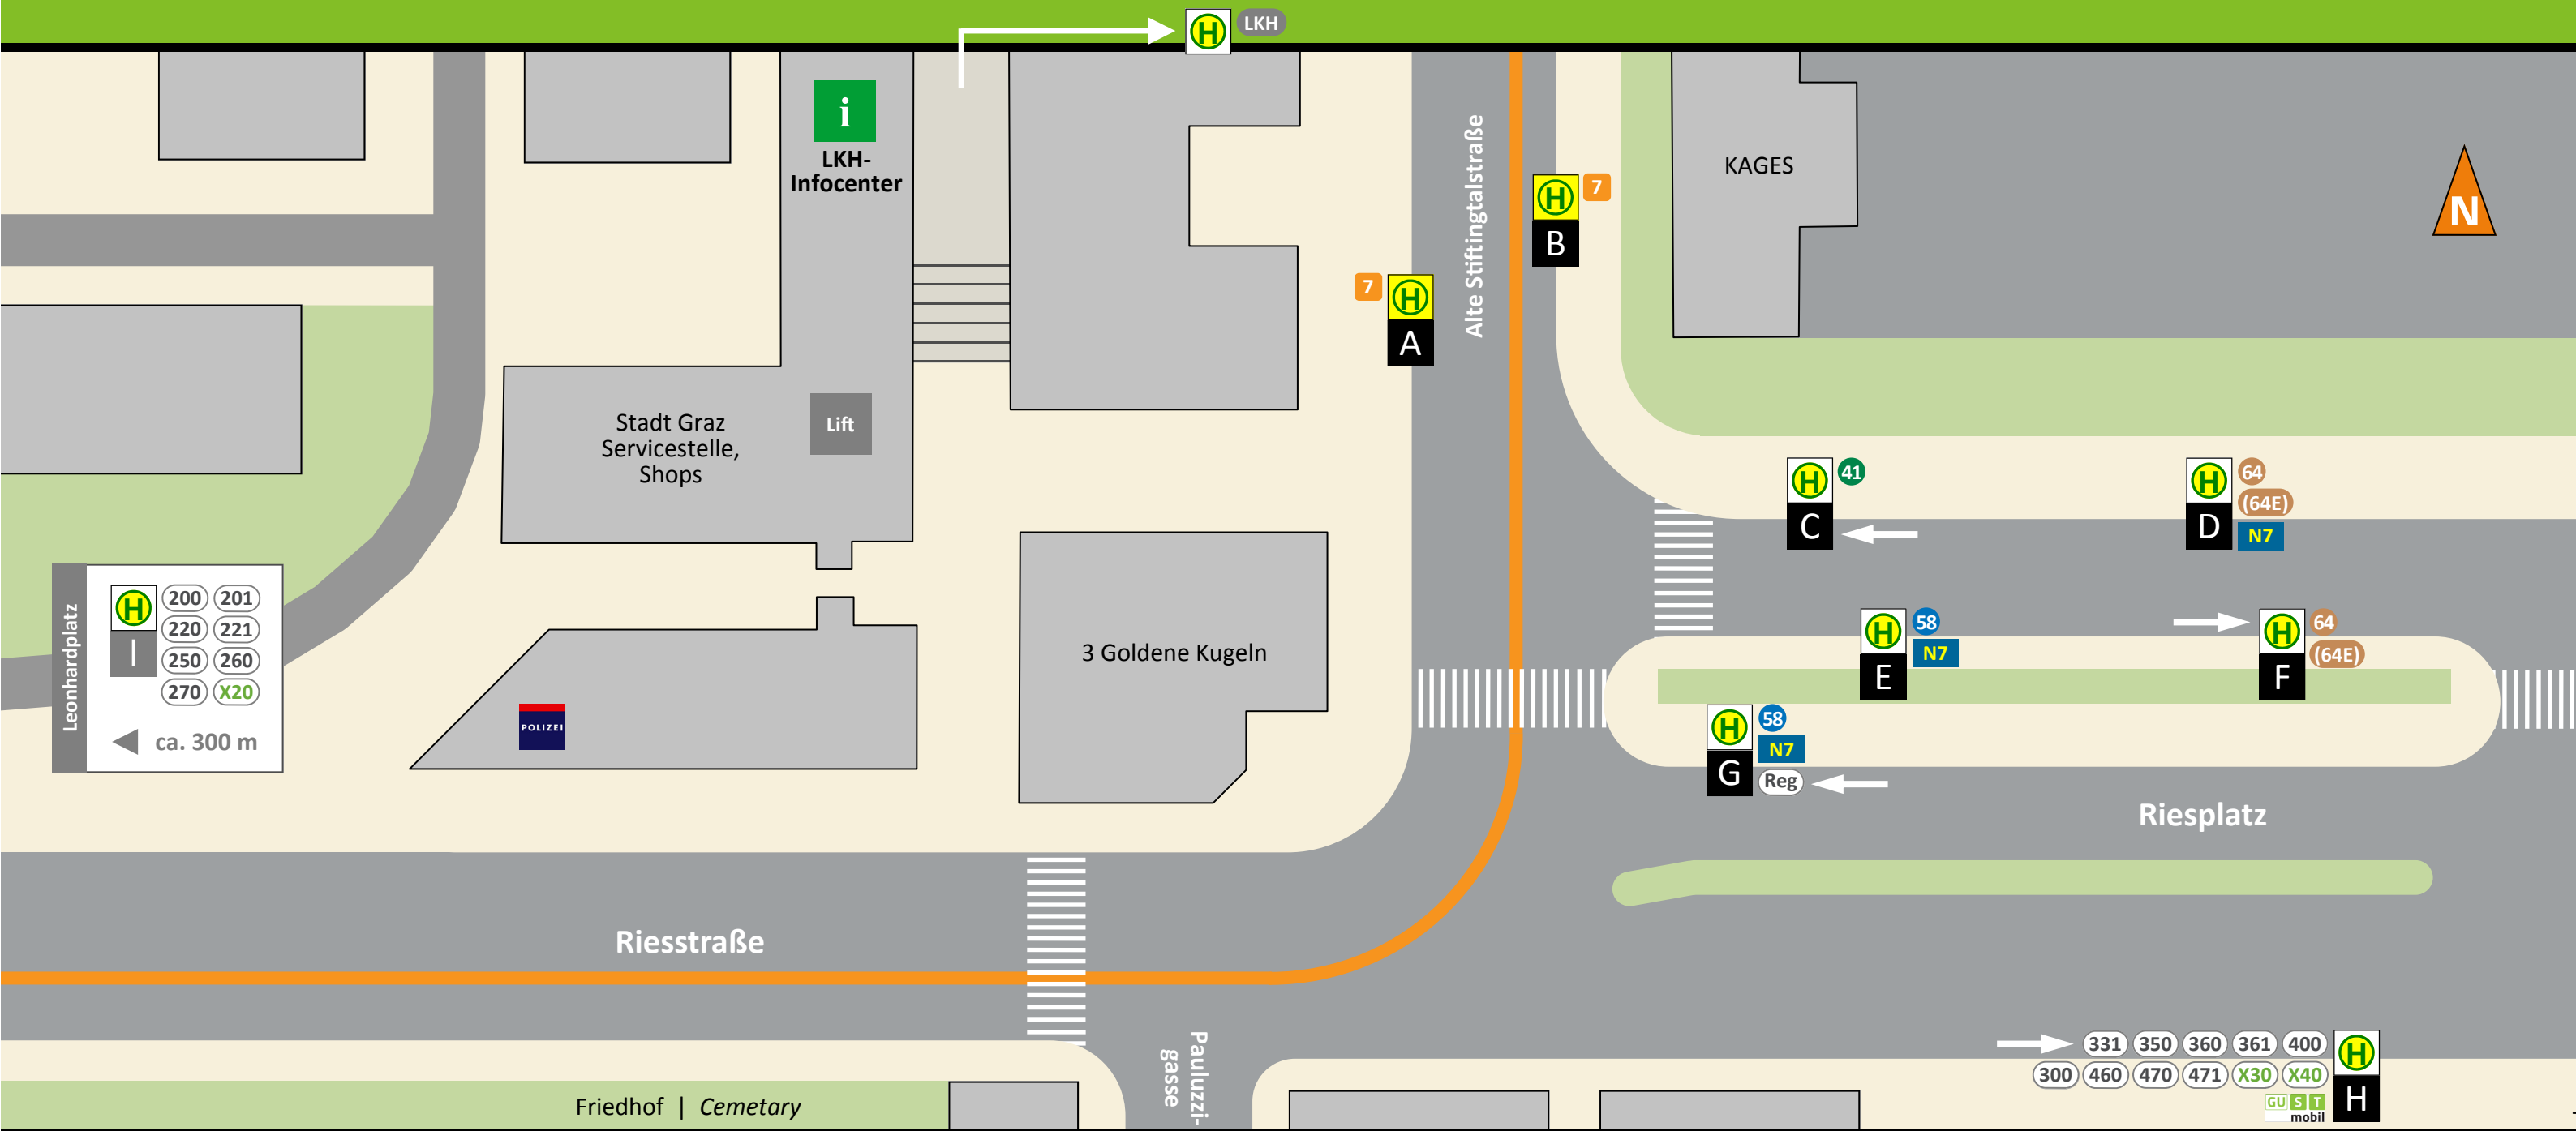 H LKH
i
LKH-
Infocenter
Alte Stiftingtalstraße
H 7
B
KAGES
N
7 H
A
Stadt Graz
Servicestelle,
Shops
Lift
H 41
C
H 64
(64E)
D N7
Leonhardplatz
H 200 201
I 220 221
250 260
270 X20
ca. 300 m
H 58
N7
E
H 64
(64E)
F
3 Goldene Kugeln
POLIZEI
H 58
N7
G Reg
Riesplatz
Riesstraße
Pauluzzi-
gasse
331 350 360 361 400 H
300 460 470 471 X30 X40
GUST
mobil
H
Friedhof | Cemetary